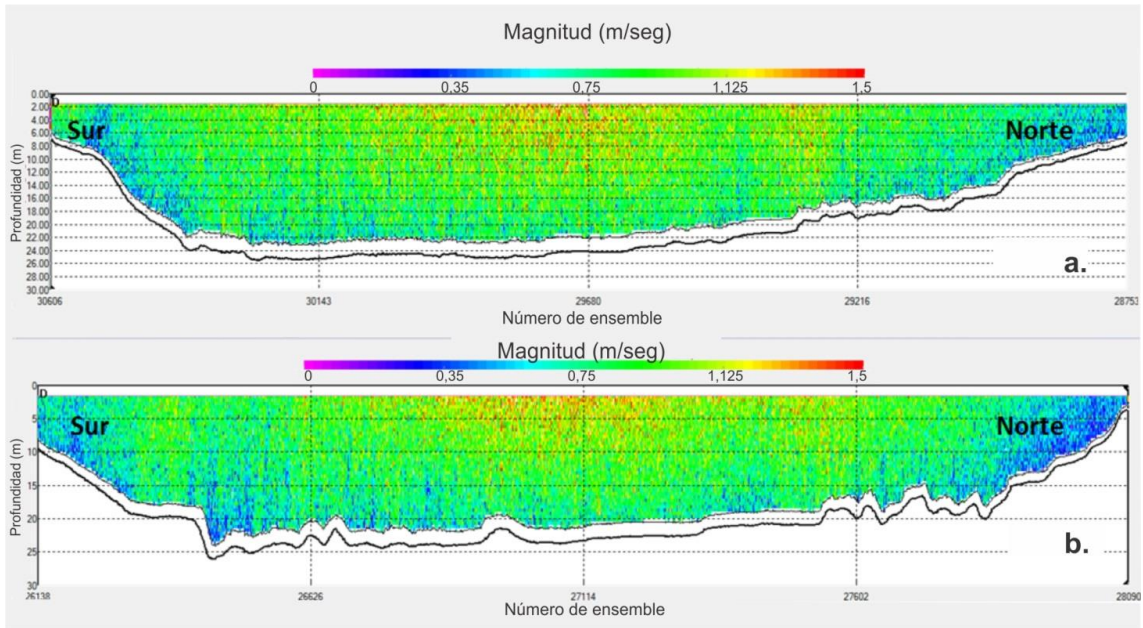 Magnitud (m/seg)
0 0,35 0,75 1,125 1,5
0.00
2.00
4.00
6.00
8.00
10.00
12.00
14.00
16.00
18.00
20.00
22.00
24.00
26.00
28.00
30.00
Profundidad (m)
D
Sur
Norte
a.
30606 30143 29680 29216 28753
Número de ensemble
Magnitud (m/seg)
0 0,35 0,75 1,125 1,5
0
5
10
15
20
25
30
Profundidad (m)
D
Sur
Norte
b.
26138 26626 27114 27602 28090
Número de ensemble